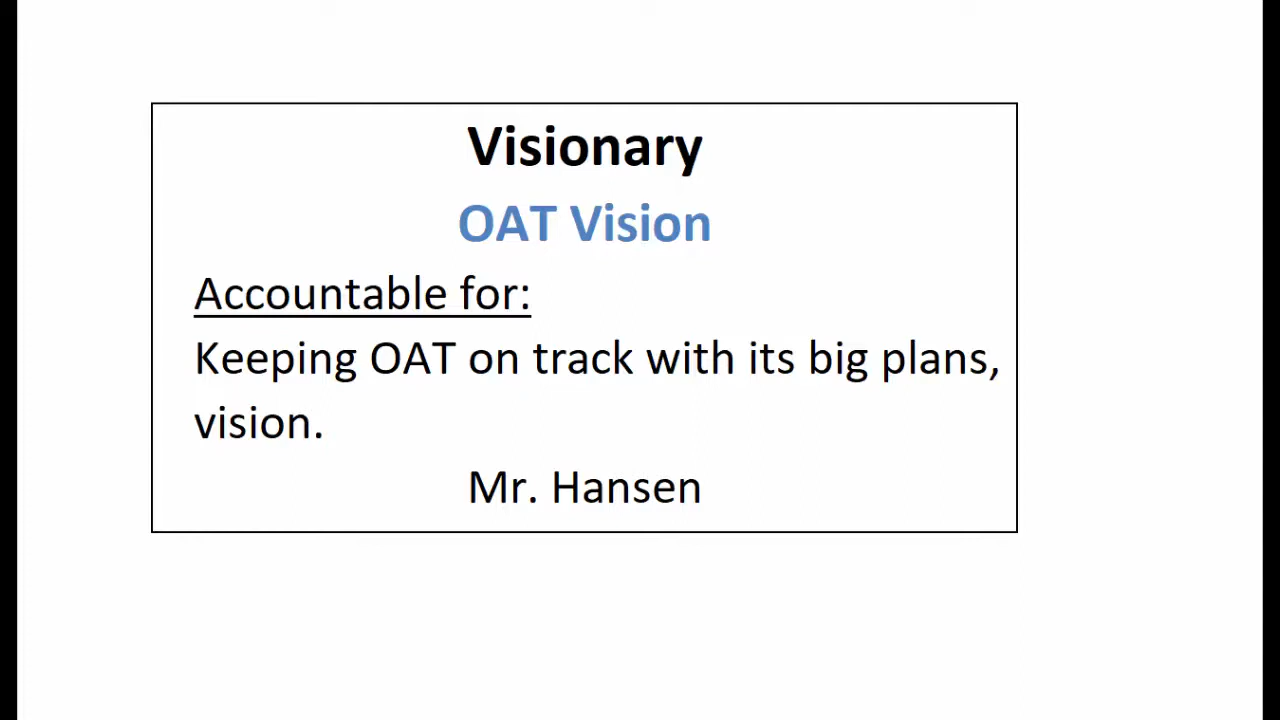 Visionary
OAT Vision
Accountable for:
Keeping OAT on track with its big plans,
vision.
Mr. Hansen